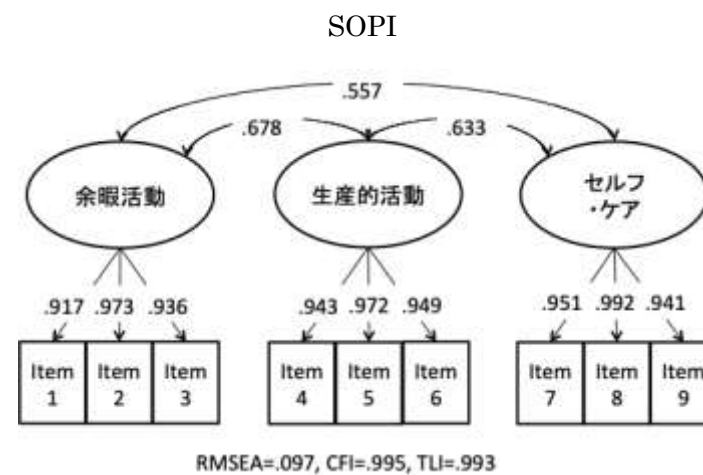 SOPI
.557
.678 .633
余暇活動 生産的活動 セルフ
・ケア
.917 .973 .936 .943 .972 .949 .951 .992 .941
Item Item Item Item Item Item Item Item Item
1 2 3 4 5 6 7 8 9
RMSEA=.097, CFI=.995, TLI=.993